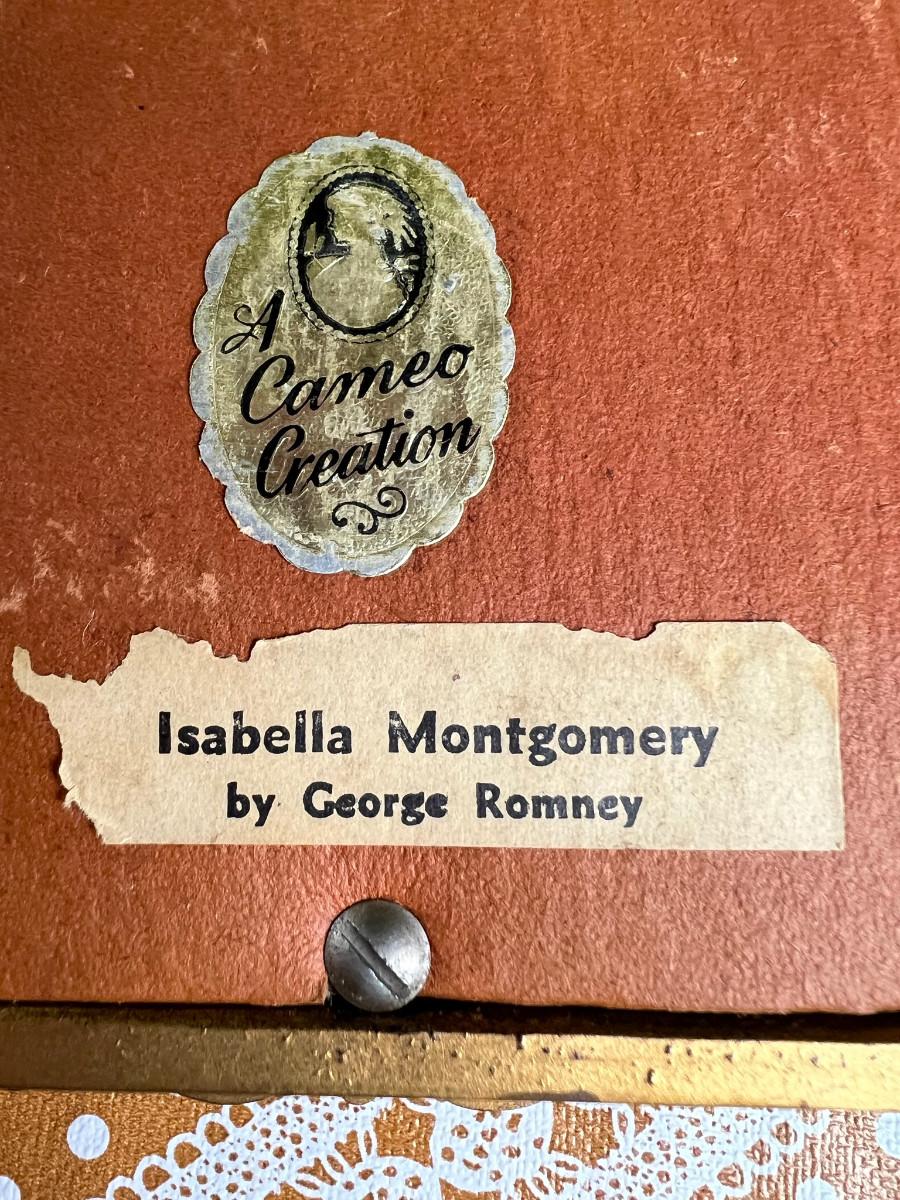 A
Cameo
Creation
Isabella Montgomery
by George Romney